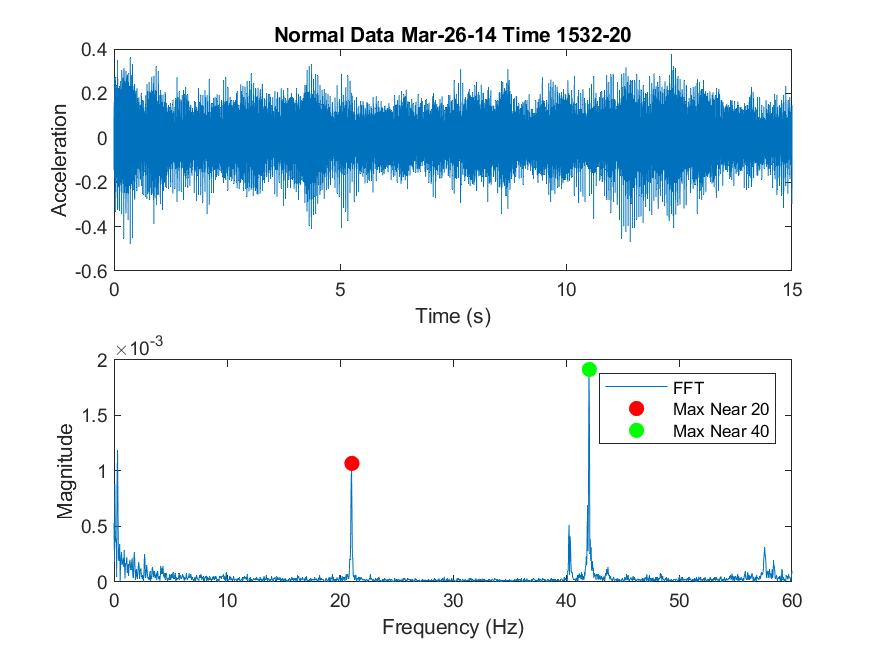 Normal Data Mar-26-14 Time 1532-20
0.4
0.2
0
-0.2
-0.4
-0.6
Acceleration
0 5 10 15
Time (s)
×10-3
2
1.5
1
0.5
0
Magnitude
FFT
Max Near 20
Max Near 40
0 10 20 30 40 50 60
Frequency (Hz)